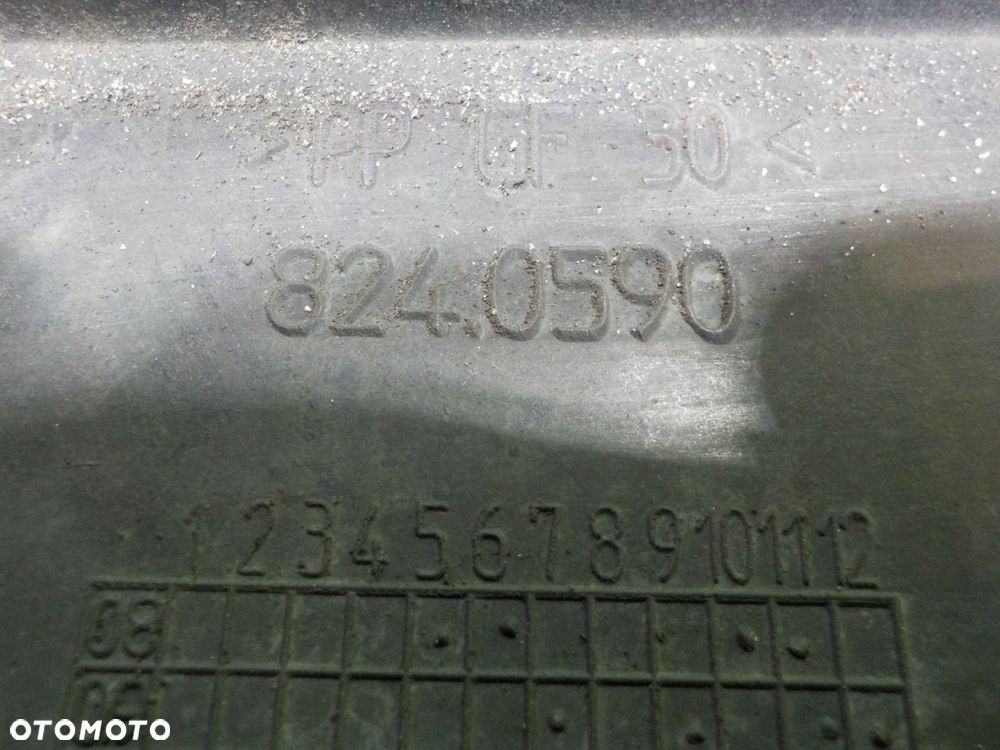 >PP GF 30<
824.0590
1 2 3 4 5 6 7 8 9 10 11 12
OTOMOTO